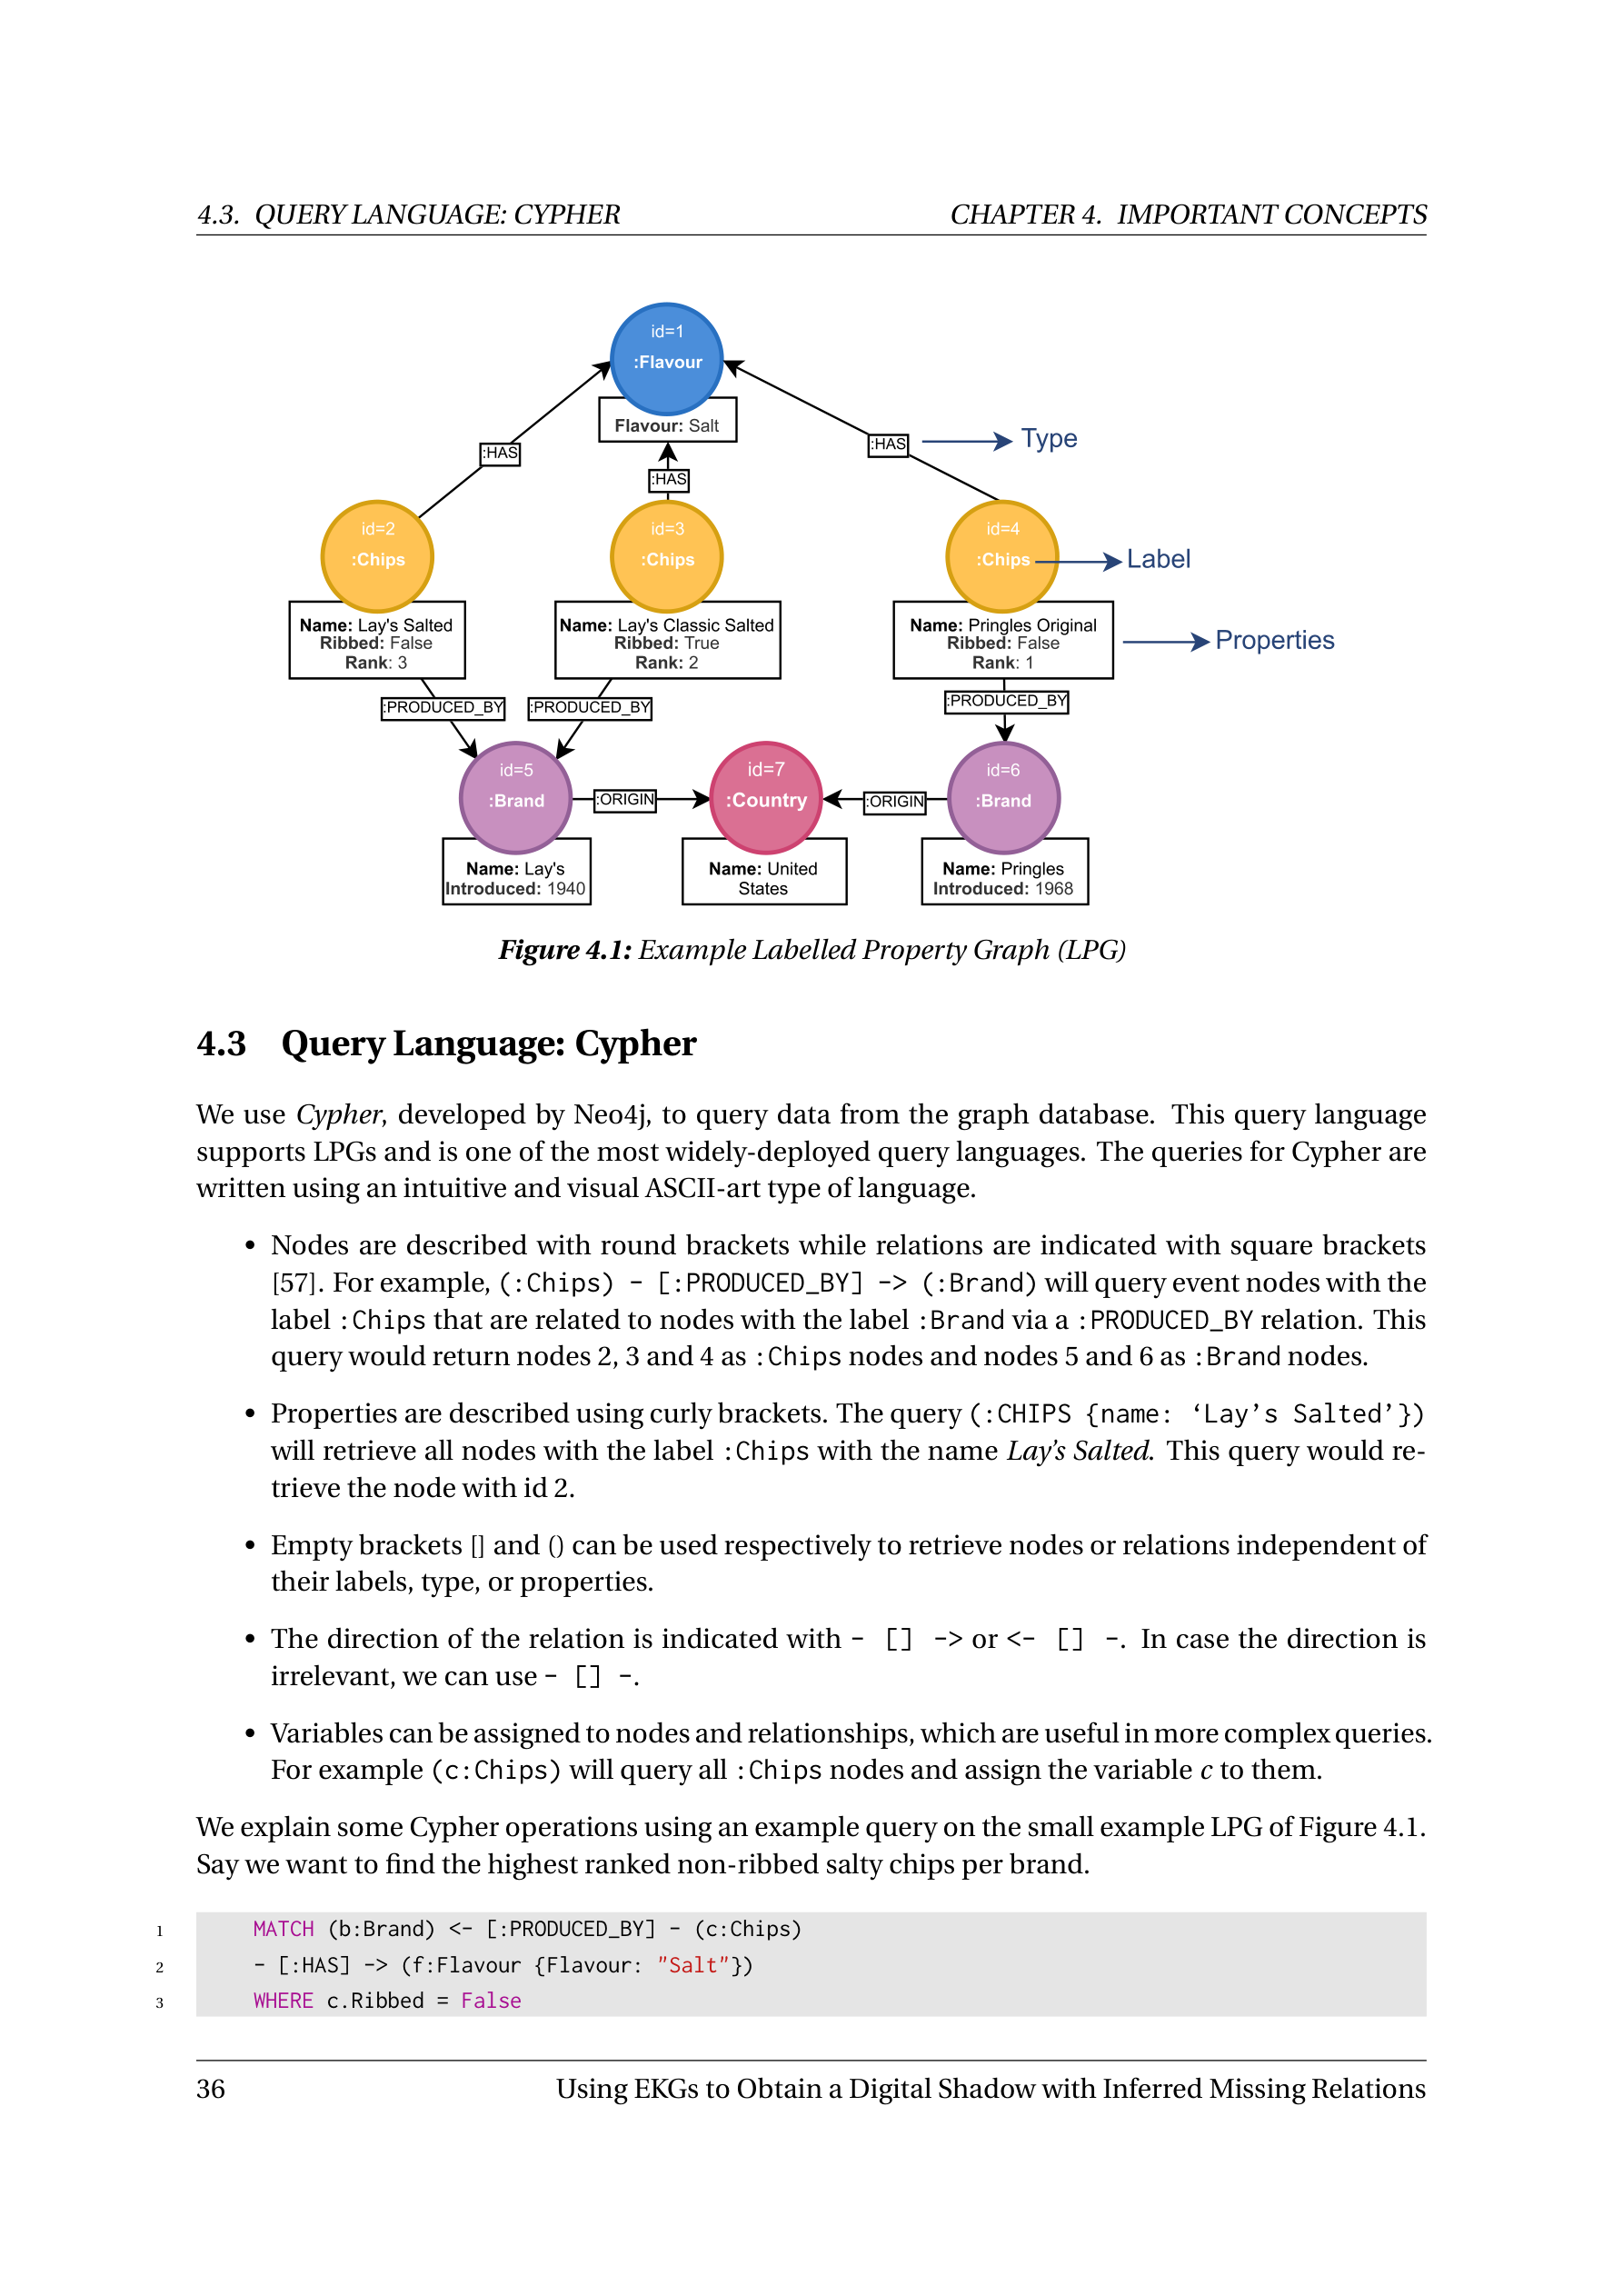 4.3. QUERY LANGUAGE: CYPHER CHAPTER 4. IMPORTANT CONCEPTS
id=1
:Flavour
Flavour: Salt
:HAS
:HAS
:HAS
Type
id=2
:Chips
id=3
:Chips
id=4
:Chips
Label
Name: Lay's Salted
Ribbed: False
Rank: 3
Name: Lay's Classic Salted
Ribbed: True
Rank: 2
Name: Pringles Original
Ribbed: False
Rank: 1
Properties
:PRODUCED_BY
:PRODUCED_BY
:PRODUCED_BY
id=5
:Brand
:ORIGIN
id=7
:Country
:ORIGIN
id=6
:Brand
Name: Lay's
Introduced: 1940
Name: United
States
Name: Pringles
Introduced: 1968
Figure 4.1: Example Labelled Property Graph (LPG)
4.3 Query Language: Cypher
We use Cypher, developed by Neo4j, to query data from the graph database. This query language
supports LPGs and is one of the most widely-deployed query languages. The queries for Cypher are
written using an intuitive and visual ASCII-art type of language.
• Nodes are described with round brackets while relations are indicated with square brackets
[57]. For example, (:Chips) - [:PRODUCED_BY] -> (:Brand) will query event nodes with the
label :Chips that are related to nodes with the label :Brand via a :PRODUCED_BY relation. This
query would return nodes 2, 3 and 4 as :Chips nodes and nodes 5 and 6 as :Brand nodes.
• Properties are described using curly brackets. The query (:CHIPS {name: ‘Lay’s Salted’})
will retrieve all nodes with the label :Chips with the name Lay’s Salted. This query would re-
trieve the node with id 2.
• Empty brackets [] and () can be used respectively to retrieve nodes or relations independent of
their labels, type, or properties.
• The direction of the relation is indicated with - [] -> or <- [] -. In case the direction is
irrelevant, we can use - [] -.
• Variables can be assigned to nodes and relationships, which are useful in more complex queries.
For example (c:Chips) will query all :Chips nodes and assign the variable c to them.
We explain some Cypher operations using an example query on the small example LPG of Figure 4.1.
Say we want to find the highest ranked non-ribbed salty chips per brand.
1 MATCH (b:Brand) <- [:PRODUCED_BY] - (c:Chips)
2 - [:HAS] -> (f:Flavour {Flavour: "Salt"})
3 WHERE c.Ribbed = False
36 Using EKGs to Obtain a Digital Shadow with Inferred Missing Relations